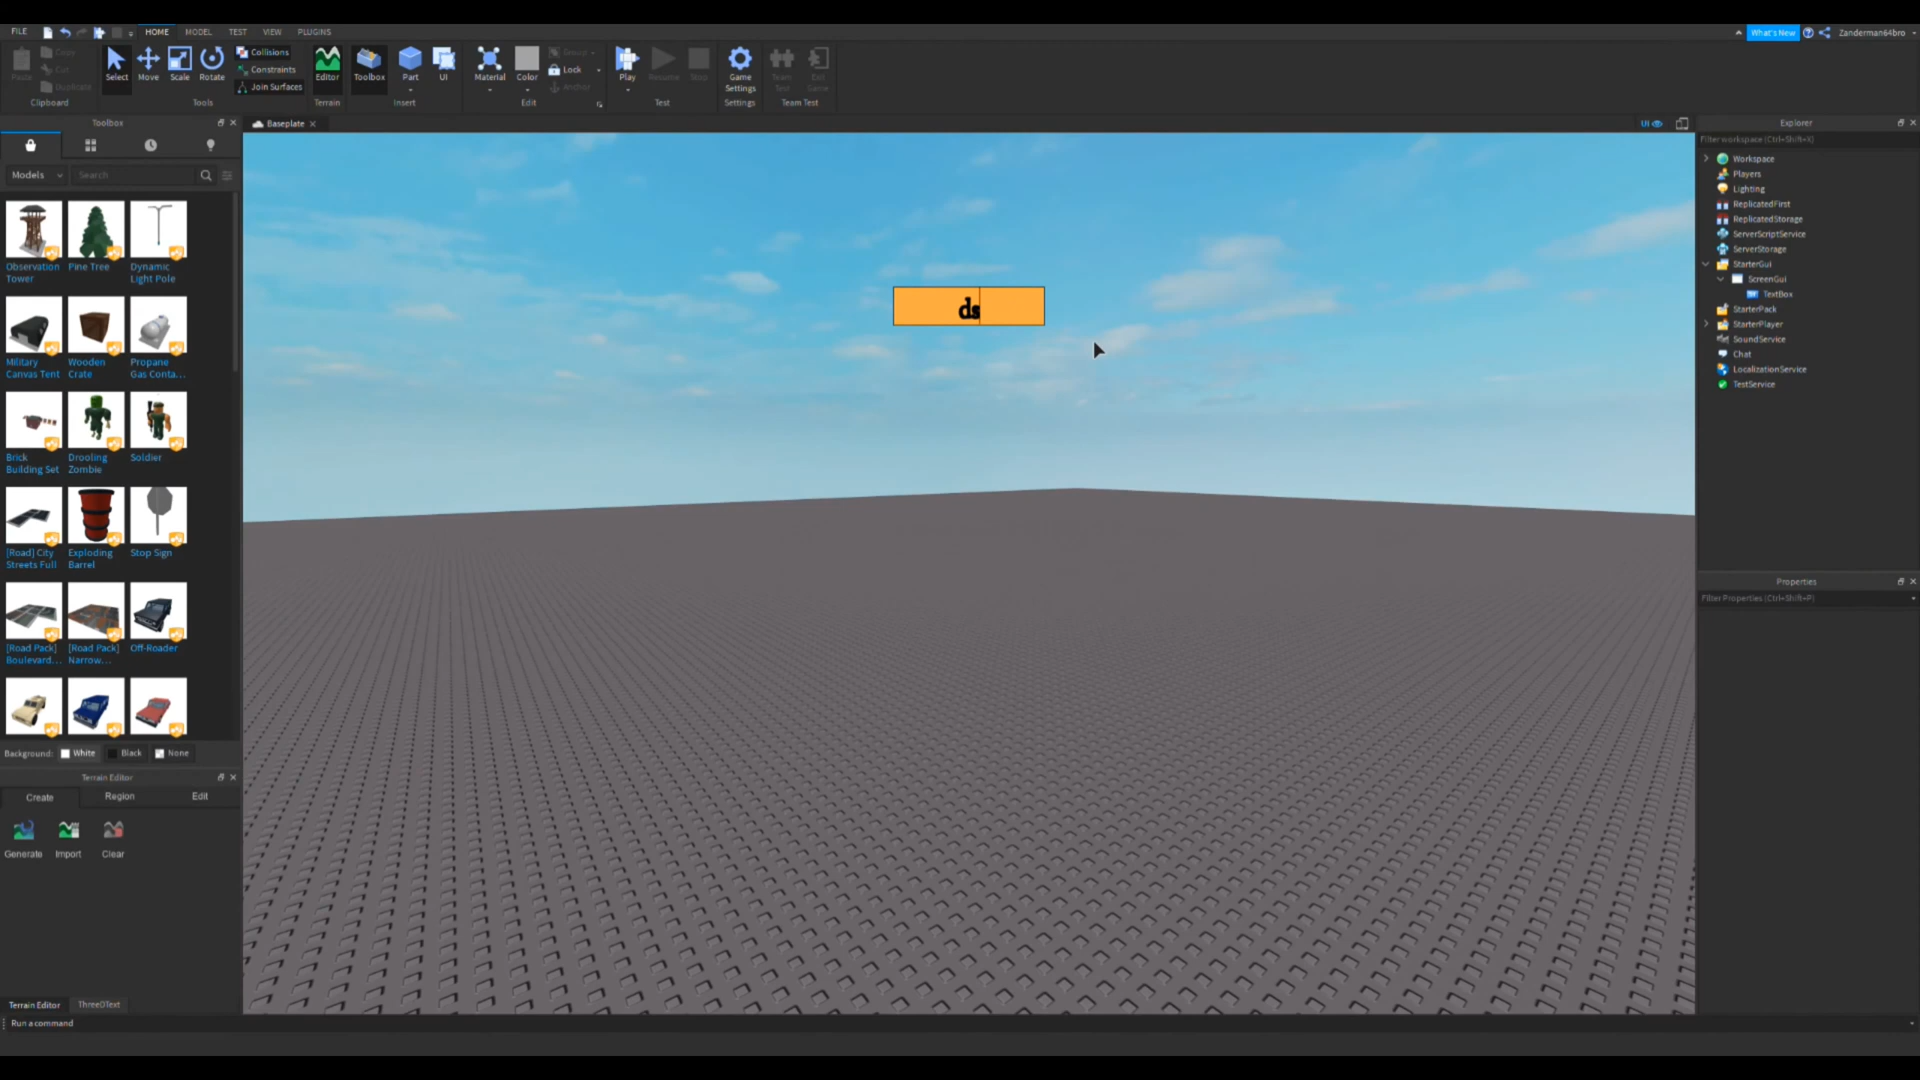 FILE HOME MODEL TEST VIEW PLUGINS What's New Zanderman64bro
Paste Copy Cut Duplicate Clipboard
Select Move Scale Rotate Collisions Constraints Join Surfaces Tools
Editor Terrain
Toolbox Part UI Insert
Material Color Group Lock Anchor Edit
Play Resume Stop Test
Game Settings Settings
Team Test Exit Game Team Test
Toolbox
Models Search
Observation Tower
Pine Tree
Dynamic Light Pole
Military Canvas Tent
Wooden Crate
Propane Gas Conta...
Brick Building Set
Drooling Zombie
Soldier
[Road] City Streets Full
Exploding Barrel
Stop Sign
[Road Pack] Boulevard...
[Road Pack] Narrow...
Off-Roader
Background: White Black None
Terrain Editor
Create Region Edit
Generate Import Clear
Terrain Editor ThreeDText
Run a command
Baseplate
UI
ds
Explorer
Filter workspace (Ctrl+Shift+X)
Workspace
Players
Lighting
ReplicatedFirst
ReplicatedStorage
ServerScriptService
ServerStorage
StarterGui
ScreenGui
TextBox
StarterPack
StarterPlayer
SoundService
Chat
LocalizationService
TestService
Properties
Filter Properties (Ctrl+Shift+P)